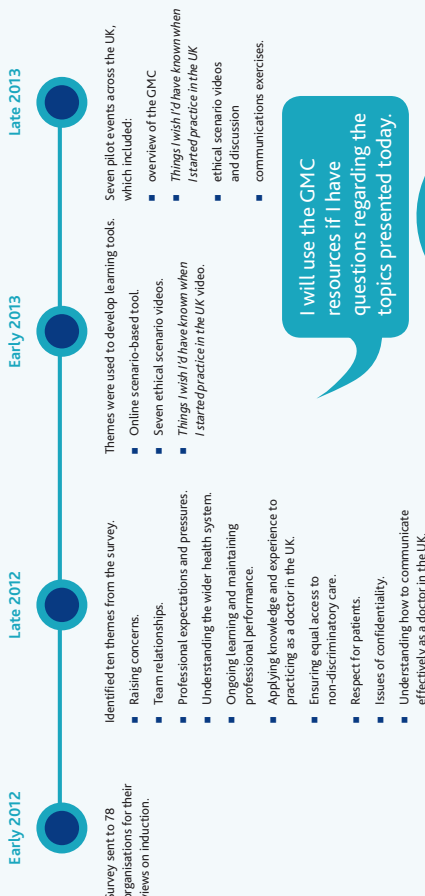 Early 2012
Survey sent to 78
organisations for their
views on induction.
Late 2012
Identified ten themes from the survey.
■ Raising concerns.
■ Team relationships.
■ Professional expectations and pressures.
■ Understanding the wider health system.
■ Ongoing learning and maintaining
professional performance.
■ Applying knowledge and experience to
practicing as a doctor in the UK.
■ Ensuring equal access to
non-discriminatory care.
■ Respect for patients.
■ Issues of confidentiality.
■ Understanding how to communicate
effectively as a doctor in the UK.
Early 2013
Themes were used to develop learning tools.
■ Online scenario-based tool.
■ Seven ethical scenario videos.
■ Things I wish I'd have known when
I started practice in the UK video.
Late 2013
Seven pilot events across the UK,
which included:
■ overview of the GMC
■ Things I wish I'd have known when
I started practice in the UK
■ ethical scenario videos
and discussion
■ communications exercises.
I will use the GMC
resources if I have
questions regarding the
topics presented today.